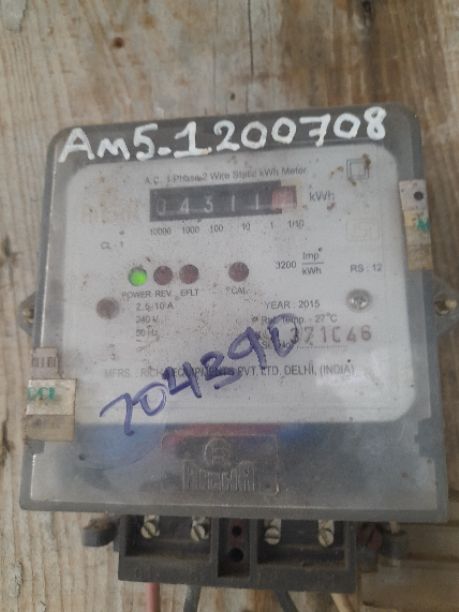 Am5-1200708
A.C. 1-Phase 2 Wire Static kWh Meter
04311 kWh
10000 1000 100 10 1 1/10
CL : 1
3200 Imp/kWh
RS : 12
POWER REV. EFLT CAL
2.5-10 A
YEAR : 2015
240 V
Ref. Temp. - 27°C
50 Hz
704390
MFRS : EQUIPMENTS PVT. LTD, DELHI, (INDIA)